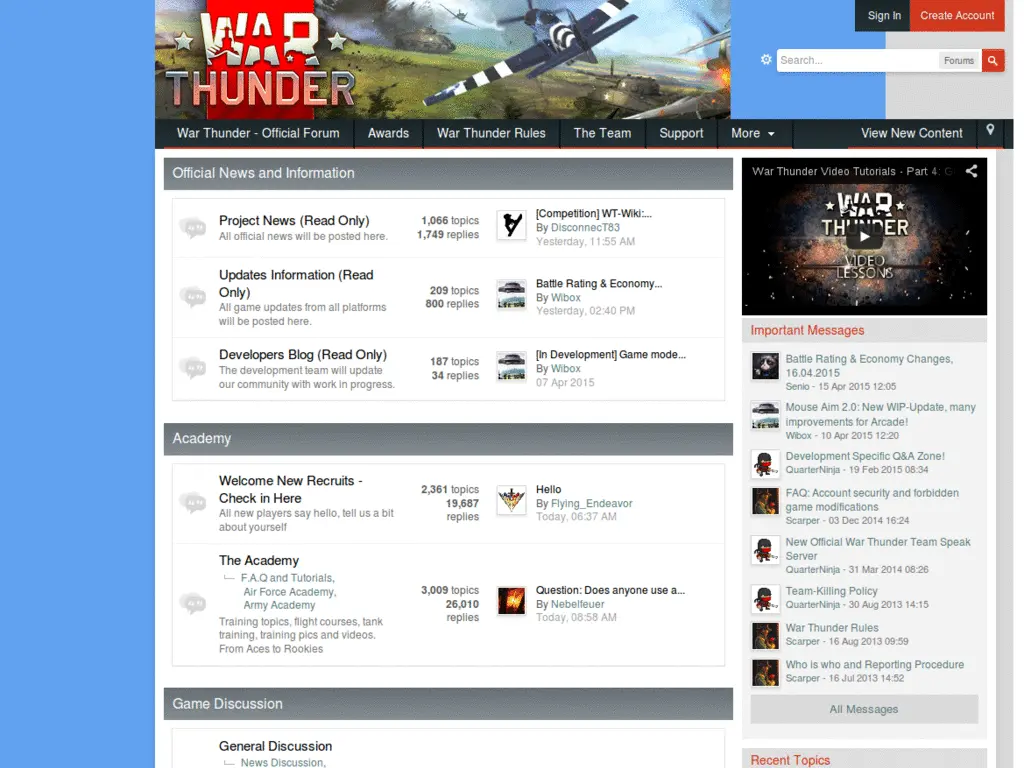 WAR
THUNDER
Sign In
Create Account
Search...
Forums
War Thunder - Official Forum
Awards
War Thunder Rules
The Team
Support
More
View New Content
Official News and Information
Project News (Read Only)
All official news will be posted here.
1,066 topics
1,749 replies
[Competition] WT-Wiki:...
By DisconnecT83
Yesterday, 11:55 AM
Updates Information (Read
Only)
All game updates from all platforms
will be posted here.
209 topics
800 replies
Battle Rating & Economy...
By Wibox
Yesterday, 02:40 PM
Developers Blog (Read Only)
The development team will update
our community with work in progress.
187 topics
34 replies
[In Development] Game mode...
By Wibox
07 Apr 2015
Academy
Welcome New Recruits -
Check in Here
All new players say hello, tell us a bit
about yourself
2,361 topics
19,687
replies
Hello
By Flying_Endeavor
Today, 06:37 AM
The Academy
F.A.Q and Tutorials,
Air Force Academy,
Army Academy
Training topics, flight courses, tank
training, training pics and videos.
From Aces to Rookies
3,009 topics
26,010
replies
Question: Does anyone use a...
By Nebelfeuer
Today, 08:58 AM
Game Discussion
General Discussion
News Discussion,
War Thunder Video Tutorials - Part 4: G
WAR
THUNDER
VIDEO
LESSONS
Important Messages
Battle Rating & Economy Changes,
16.04.2015
Senio - 15 Apr 2015 12:05
Mouse Aim 2.0: New WIP-Update, many
improvements for Arcade!
Wibox - 10 Apr 2015 12:20
Development Specific Q&A Zone!
QuarterNinja - 19 Feb 2015 08:34
FAQ: Account security and forbidden
game modifications
Scarper - 03 Dec 2014 16:24
New Official War Thunder Team Speak
Server
QuarterNinja - 31 Mar 2014 08:26
Team-Killing Policy
QuarterNinja - 30 Aug 2013 14:15
War Thunder Rules
Scarper - 16 Aug 2013 09:59
Who is who and Reporting Procedure
Scarper - 16 Jul 2013 14:52
All Messages
Recent Topics